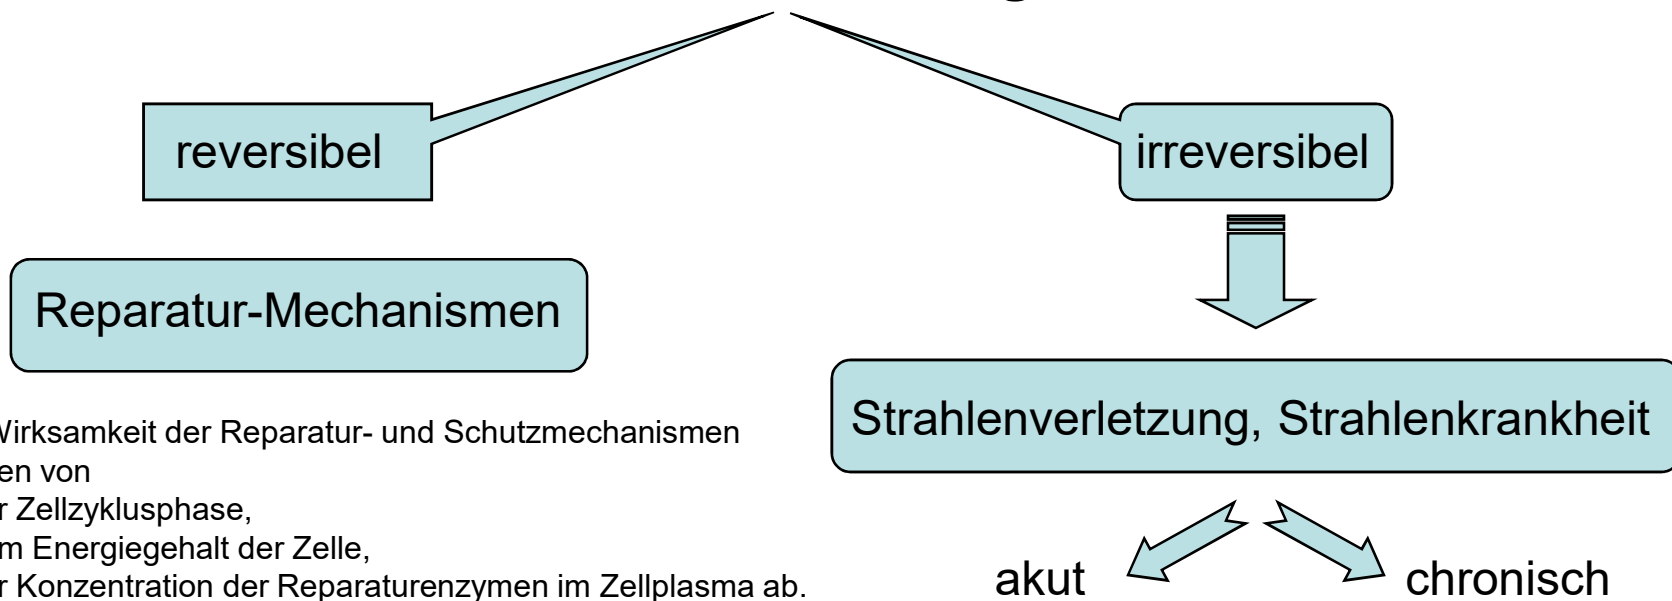 reversibel
irreversibel
Reparatur-Mechanismen
Strahlenverletzung, Strahlenkrankheit
Wirksamkeit der Reparatur- und Schutzmechanismen
en von
r Zellzyklusphase,
m Energiegehalt der Zelle,
r Konzentration der Reparaturenzymen im Zellplasma ab.
akut
chronisch